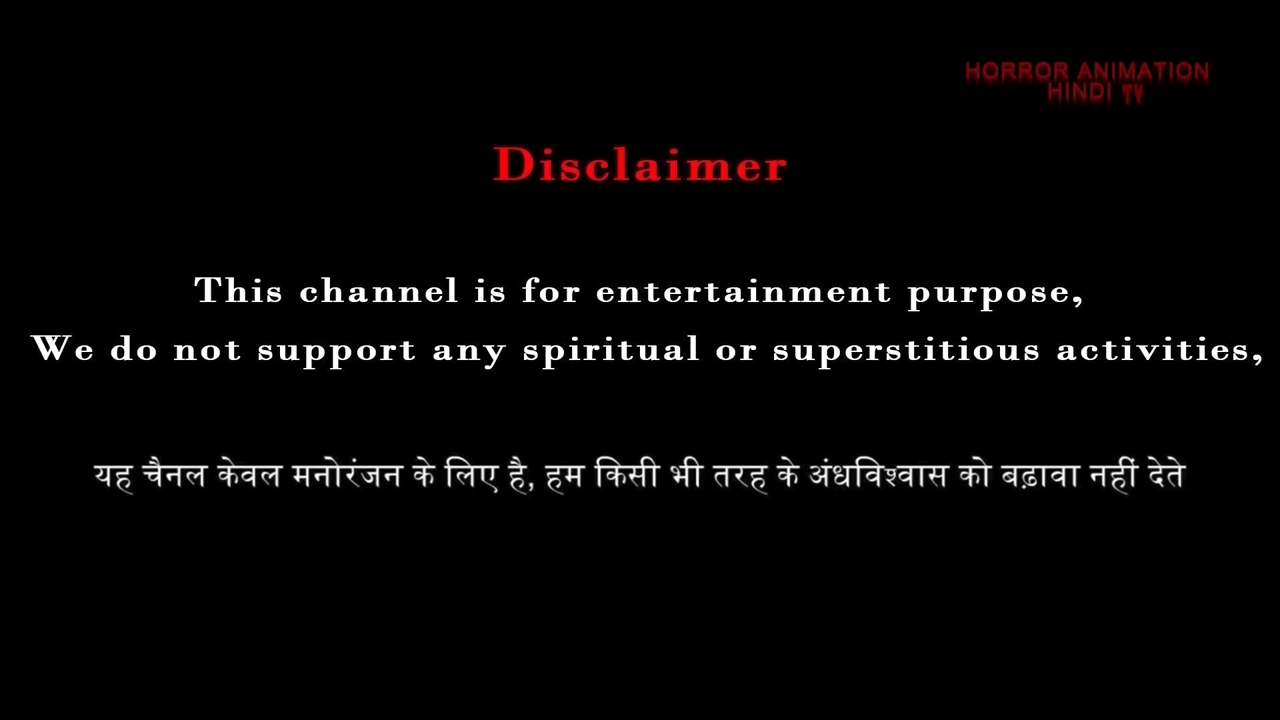 HORROR ANIMATION
HINDI TV
Disclaimer
This channel is for entertainment purpose,
We do not support any spiritual or superstitious activities,
यह चैनल केवल मनोरंजन के लिए है, हम किसी भी तरह के अंधविश्वास को बढ़ावा नहीं देते